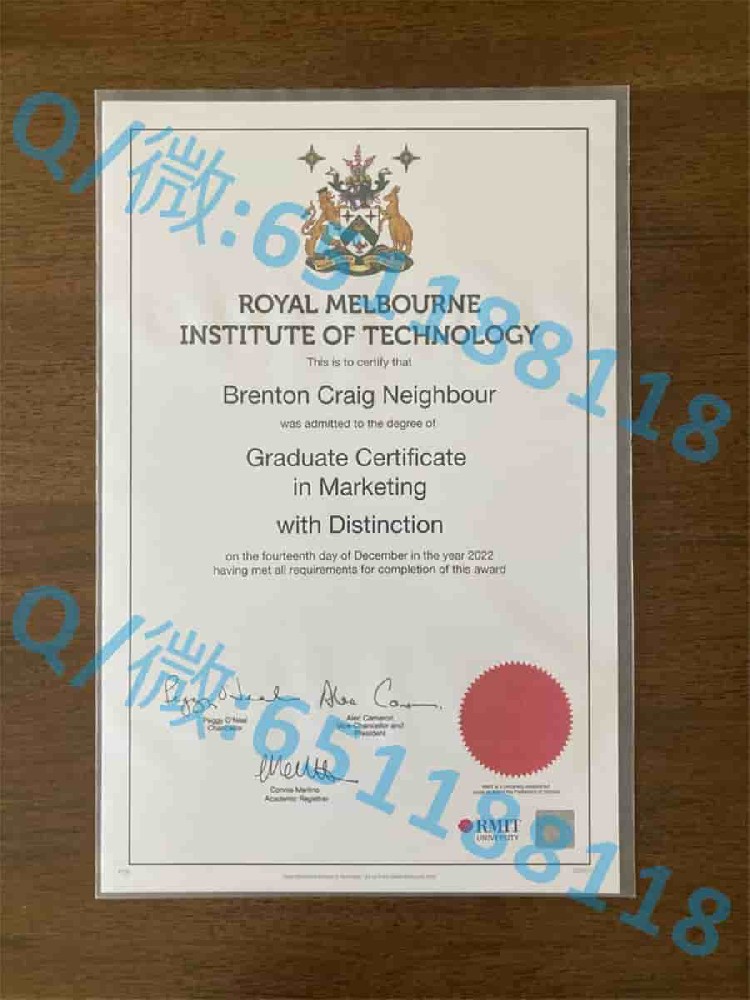 ROYAL MELBOURNE
INSTITUTE OF TECHNOLOGY
This is to certify that
Brenton Craig Neighbour
was admitted to the degree of
Graduate Certificate
in Marketing
with Distinction
on the fourteenth day of December in the year 2022
having met all requirements for completion of this award
Peggy O'Neal
Chancellor
Alec Cameron
Vice-Chancellor and
President
Connie Merlino
Academic Registrar
RMIT
UNIVERSITY
Q/微:651188118
Q/微:651188118